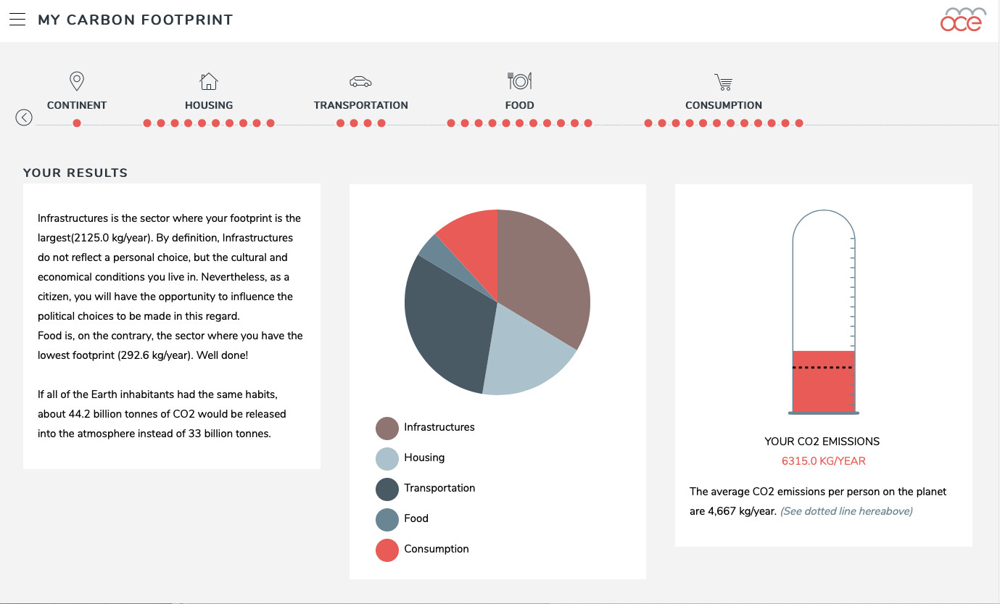 MY CARBON FOOTPRINT
oce
CONTINENT
HOUSING
TRANSPORTATION
FOOD
CONSUMPTION
YOUR RESULTS
Infrastructures is the sector where your footprint is the
largest(2125.0 kg/year). By definition, Infrastructures
do not reflect a personal choice, but the cultural and
economical conditions you live in. Nevertheless, as a
citizen, you will have the opportunity to influence the
political choices to be made in this regard.
Food is, on the contrary, the sector where you have the
lowest footprint (292.6 kg/year). Well done!
If all of the Earth inhabitants had the same habits,
about 44.2 billion tonnes of CO2 would be released
into the atmosphere instead of 33 billion tonnes.
Infrastructures
Housing
Transportation
Food
Consumption
YOUR CO2 EMISSIONS
6315.0 KG/YEAR
The average CO2 emissions per person on the planet
are 4,667 kg/year. (See dotted line hereabove)